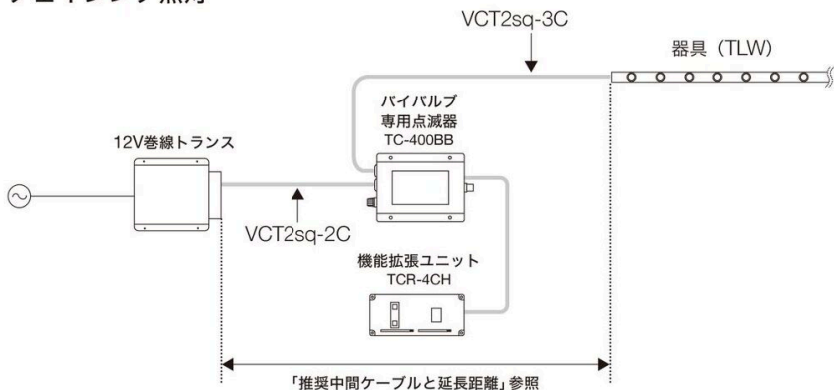 VCT2sq-3C
器具（TLW）
バイバルブ
専用点滅器
TC-400BB
12V巻線トランス
VCT2sq-2C
機能拡張ユニット
TCR-4CH
「推奨中間ケーブルと延長距離」参照